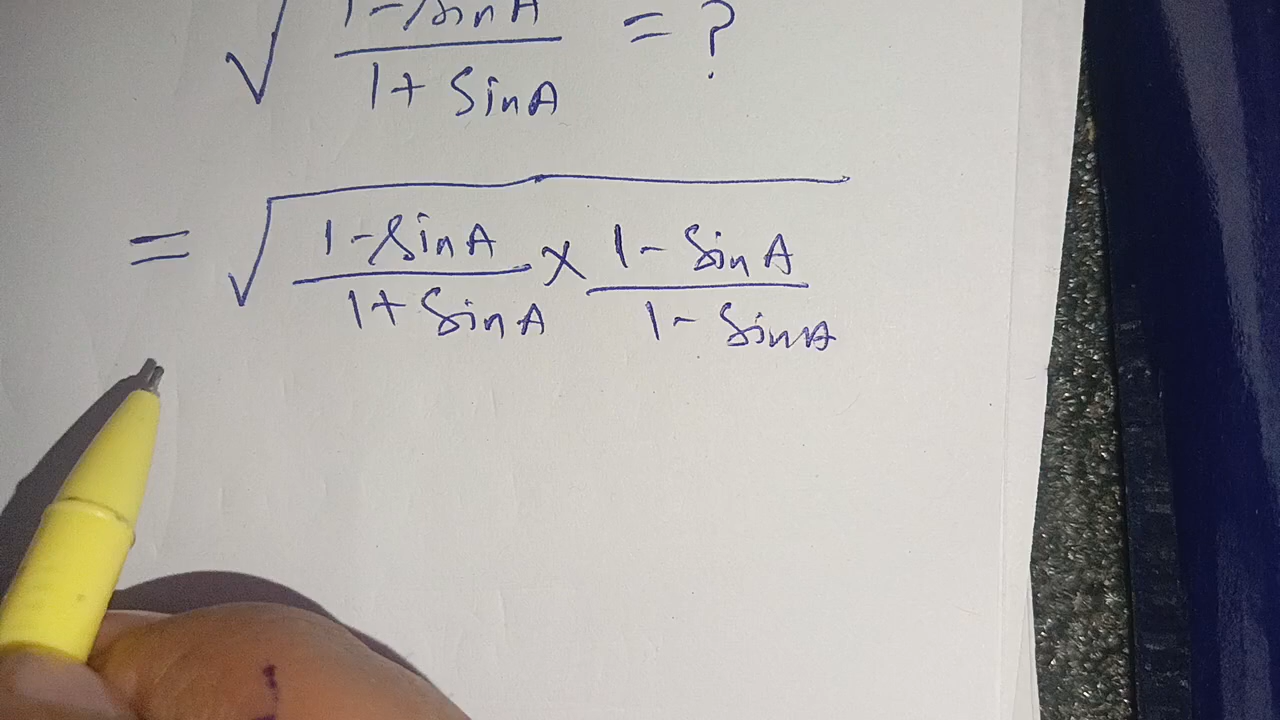 √ 1-SinA / 1+ SinA = ?
= √ 1-SinA / 1+ SinA × 1- SinA / 1- SinA